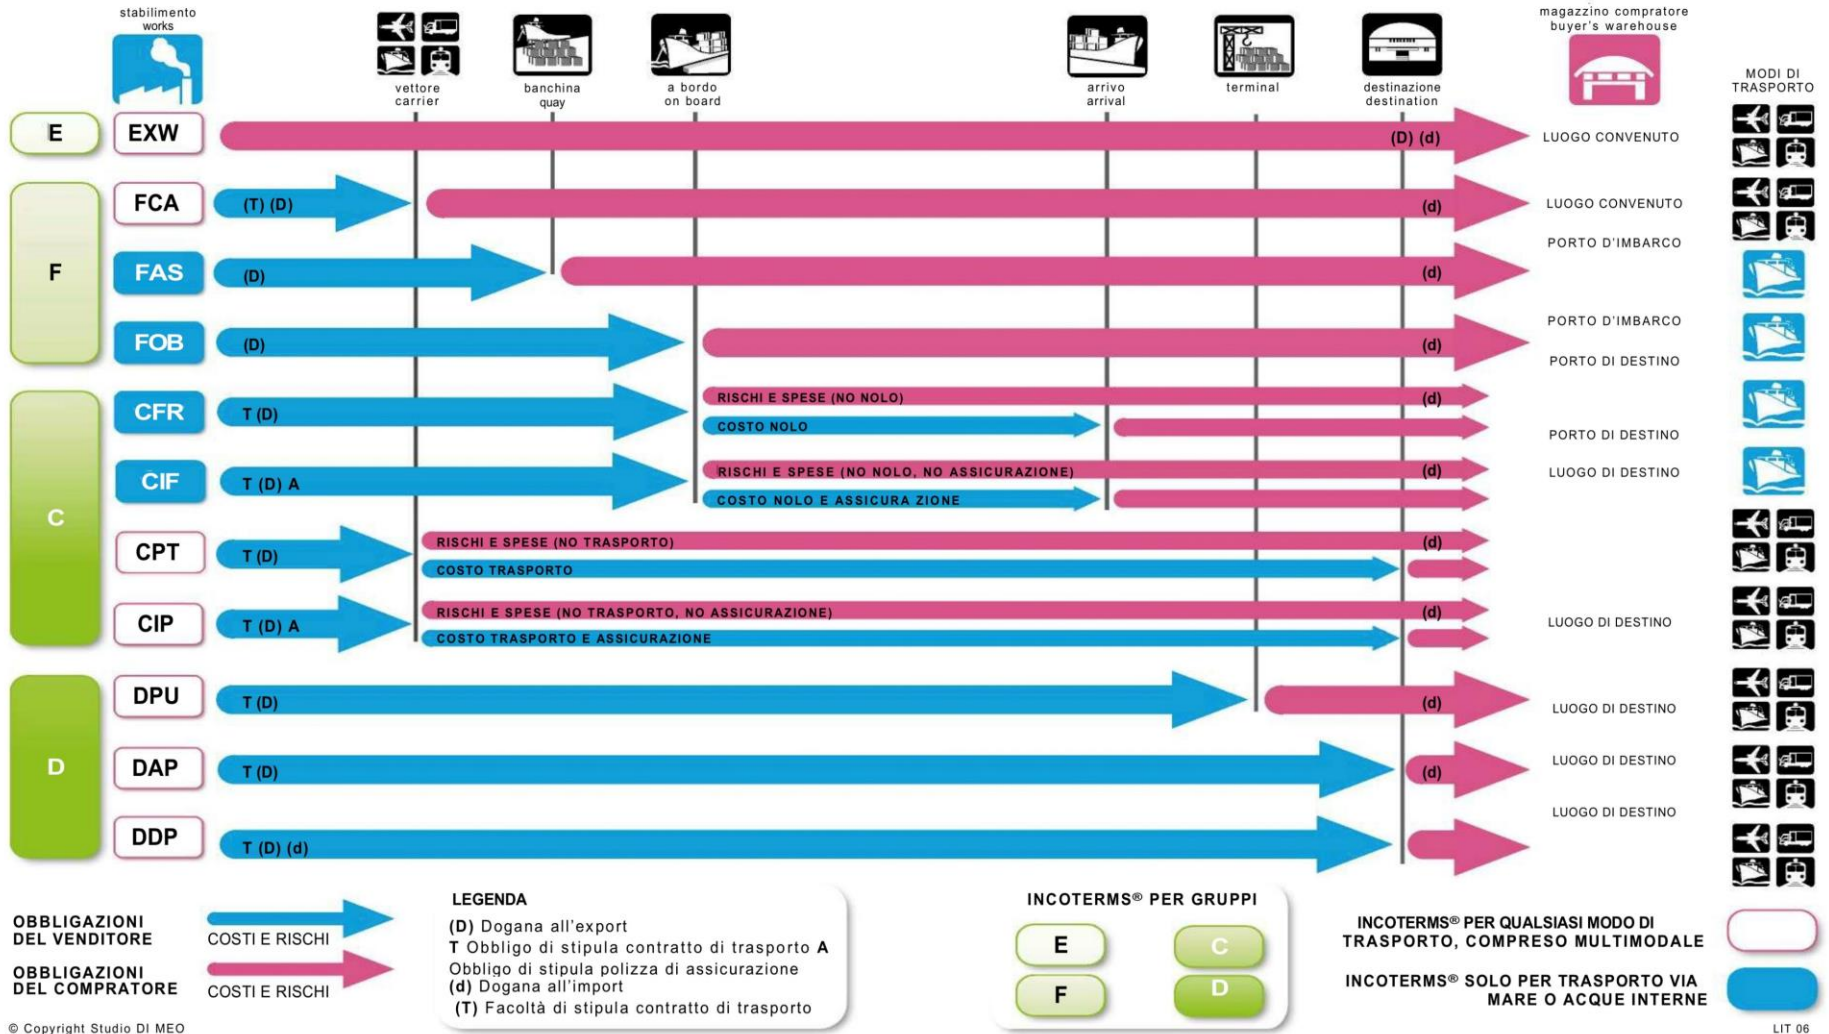 stabilimento
works
vettore
carrier
banchina
quay
a bordo
on board
arrivo
arrival
terminal
destinazione
destination
magazzino compratore
buyer's warehouse
MODI DI
TRASPORTO
E
EXW
(D) (d)
LUOGO CONVENUTO
F
FCA
(T) (D)
(d)
LUOGO CONVENUTO
PORTO D'IMBARCO
FAS
(D)
(d)
FOB
(D)
(d)
PORTO D'IMBARCO
PORTO DI DESTINO
C
CFR
T (D)
RISCHI E SPESE (NO NOLO)
(d)
COSTO NOLO
PORTO DI DESTINO
CIF
T (D) A
RISCHI E SPESE (NO NOLO, NO ASSICURAZIONE)
(d)
LUOGO DI DESTINO
COSTO NOLO E ASSICURA ZIONE
CPT
T (D)
RISCHI E SPESE (NO TRASPORTO)
(d)
COSTO TRASPORTO
CIP
T (D) A
RISCHI E SPESE (NO TRASPORTO, NO ASSICURAZIONE)
(d)
COSTO TRASPORTO E ASSICURAZIONE
LUOGO DI DESTINO
D
DPU
T (D)
(d)
LUOGO DI DESTINO
DAP
T (D)
(d)
LUOGO DI DESTINO
LUOGO DI DESTINO
DDP
T (D) (d)
OBBLIGAZIONI
DEL VENDITORE
COSTI E RISCHI
OBBLIGAZIONI
DEL COMPRATORE
COSTI E RISCHI
LEGENDA
(D) Dogana all'export
T Obbligo di stipula contratto di trasporto A
Obbligo di stipula polizza di assicurazione
(d) Dogana all'import
(T) Facoltà di stipula contratto di trasporto
INCOTERMS® PER GRUPPI
E
C
F
D
INCOTERMS® PER QUALSIASI MODO DI
TRASPORTO, COMPRESO MULTIMODALE
INCOTERMS® SOLO PER TRASPORTO VIA
MARE O ACQUE INTERNE
© Copyright Studio DI MEO
LIT 06